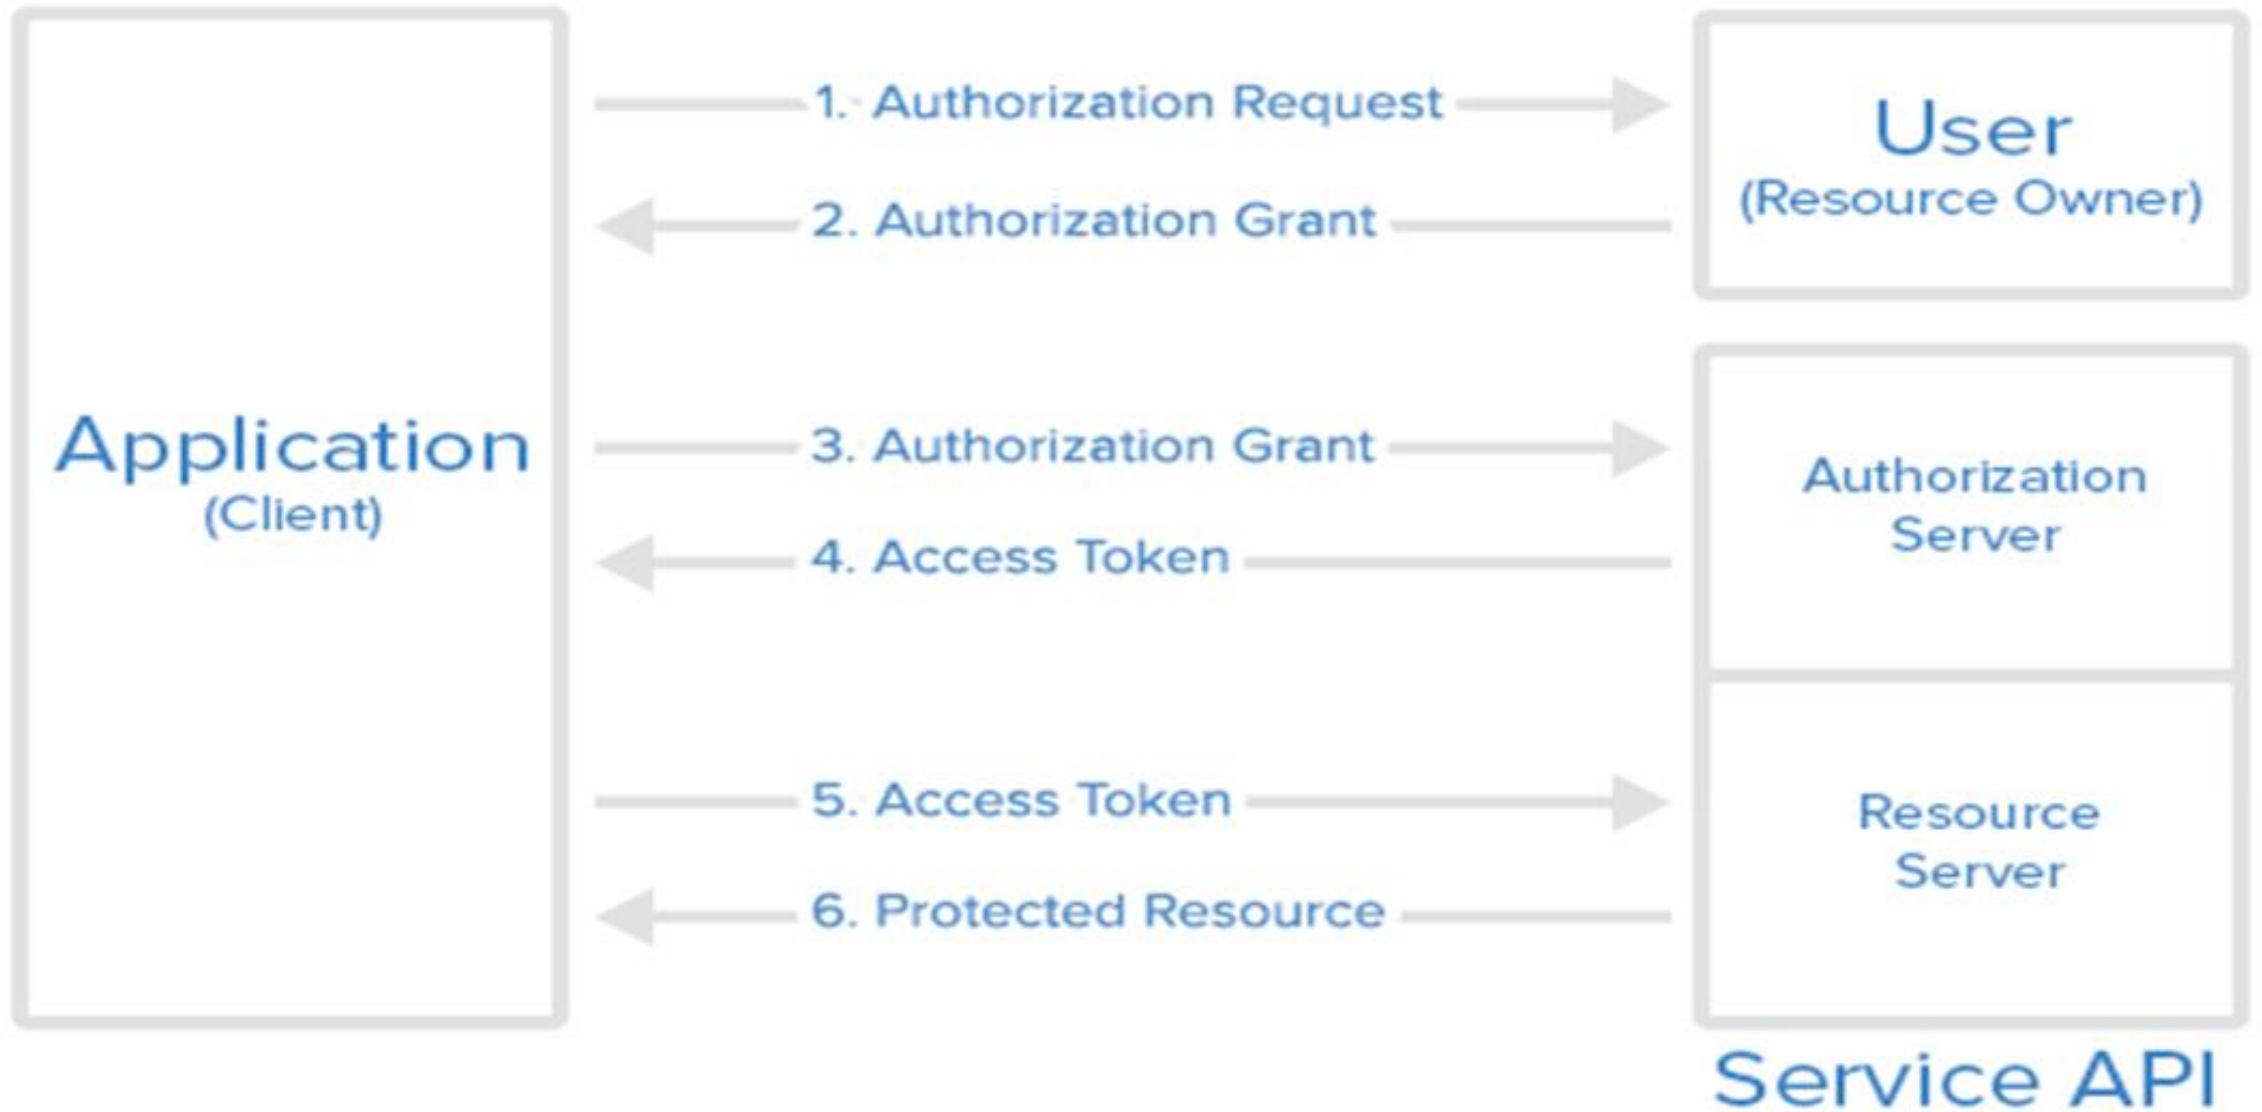 Application
(Client)
1. Authorization Request
2. Authorization Grant
3. Authorization Grant
4. Access Token
5. Access Token
6. Protected Resource
User
(Resource Owner)
Authorization
Server
Resource
Server
Service API